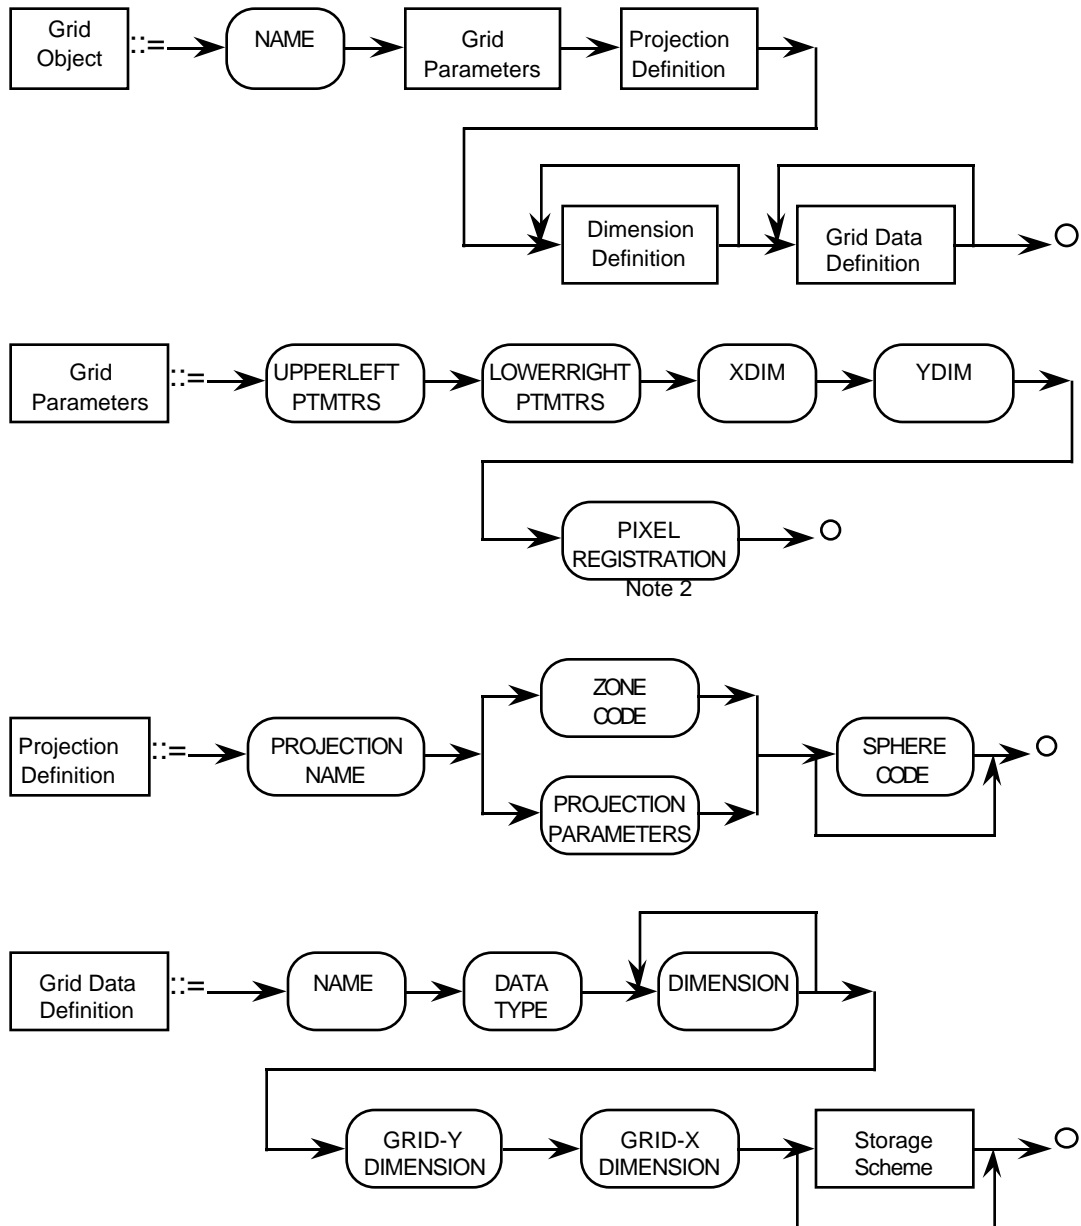 Grid
Object
::=
NAME
Grid
Parameters
Projection
Definition
Dimension
Definition
Grid Data
Definition
Grid
Parameters
::=
UPPERLEFT
PTMTRS
LOWERRIGHT
PTMTRS
XDIM
YDIM
PIXEL
REGISTRATION
Note 2
Projection
Definition
::=
PROJECTION
NAME
ZONE
CODE
PROJECTION
PARAMETERS
SPHERE
CODE
Grid Data
Definition
::=
NAME
DATA
TYPE
DIMENSION
GRID-Y
DIMENSION
GRID-X
DIMENSION
Storage
Scheme